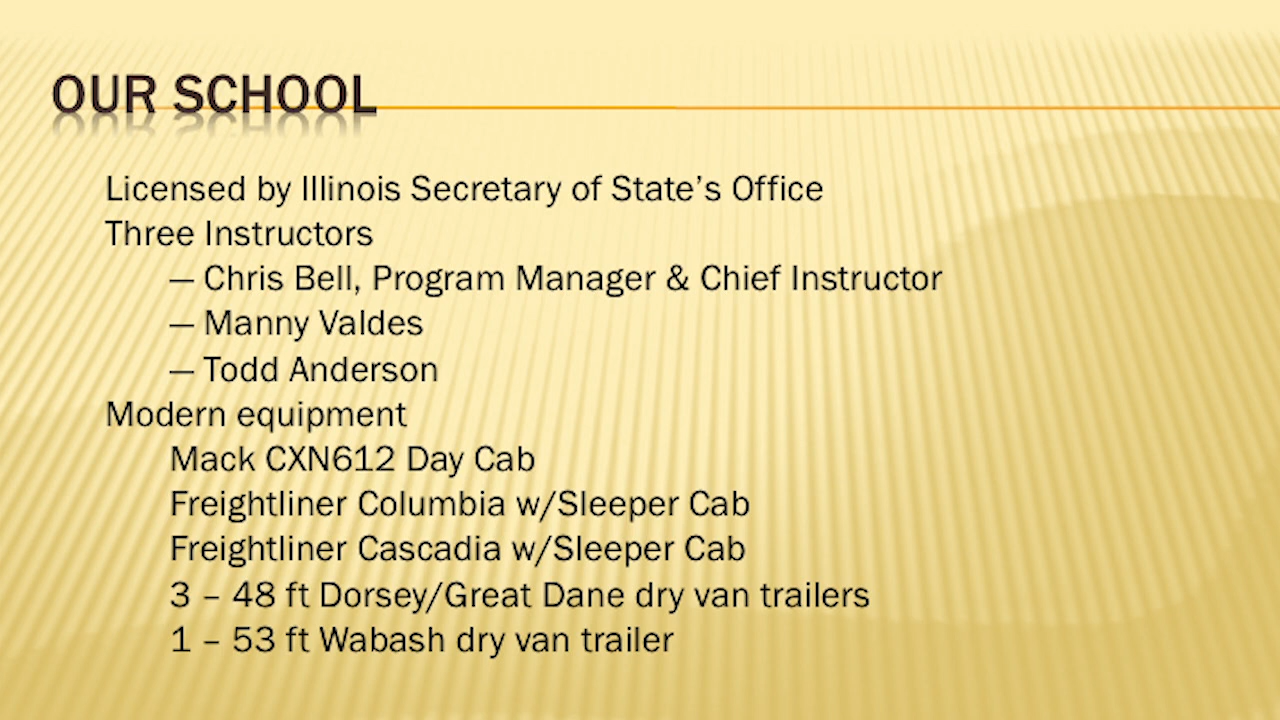 OUR SCHOOL
Licensed by Illinois Secretary of State’s Office
Three Instructors
— Chris Bell, Program Manager & Chief Instructor
— Manny Valdes
— Todd Anderson
Modern equipment
Mack CXN612 Day Cab
Freightliner Columbia w/Sleeper Cab
Freightliner Cascadia w/Sleeper Cab
3 – 48 ft Dorsey/Great Dane dry van trailers
1 – 53 ft Wabash dry van trailer